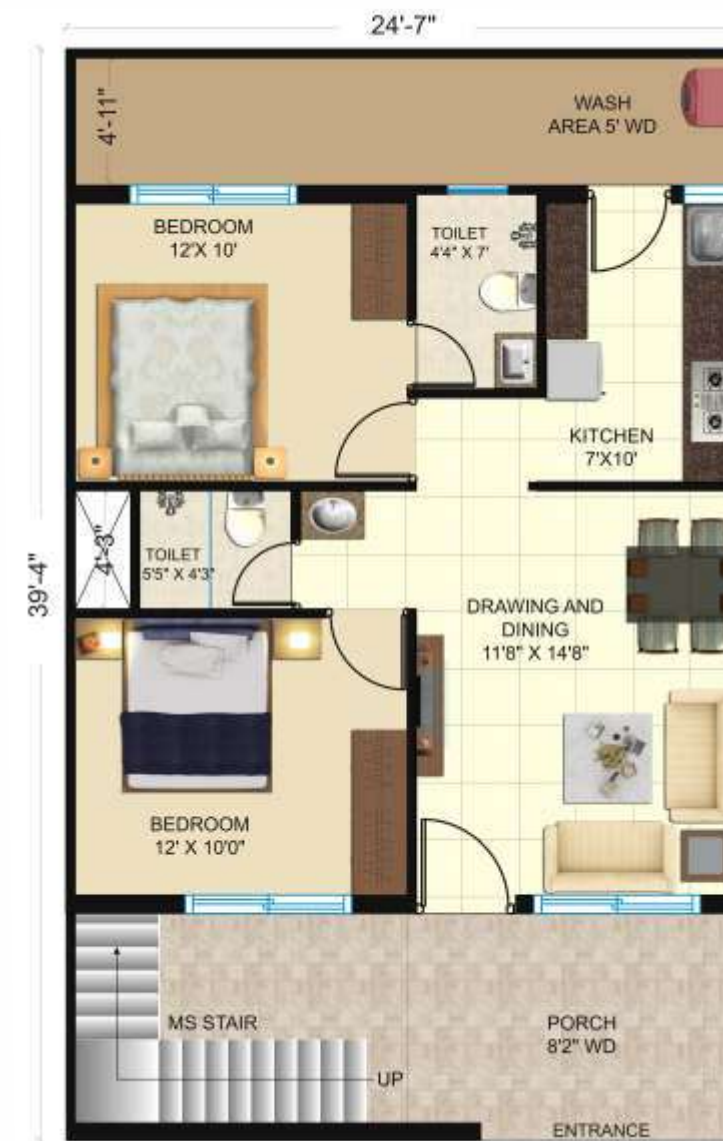 24'-7"
4'-11"
WASH
AREA 5' WD
BEDROOM
12'X 10'
TOILET
4'4" X 7'
KITCHEN
7'X10'
39'-4"
4'-3"
TOILET
5'5" X 4'3"
DRAWING AND
DINING
11'8" X 14'8"
BEDROOM
12' X 10'0"
MS STAIR
PORCH
8'2" WD
UP
ENTRANCE